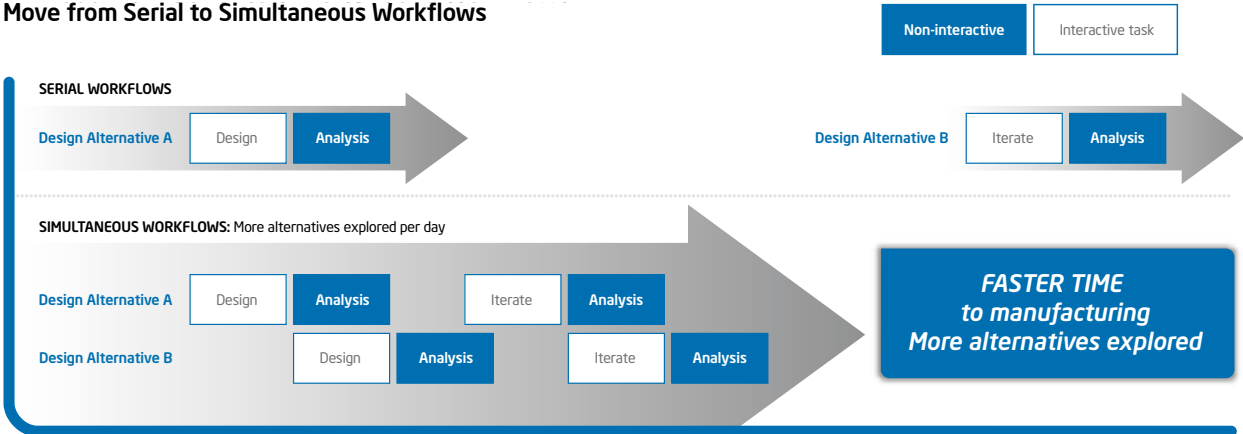 Move from Serial to Simultaneous Workflows
Non-interactive
Interactive task
SERIAL WORKFLOWS
Design Alternative A
Design
Analysis
Design Alternative B
Iterate
Analysis
SIMULTANEOUS WORKFLOWS: More alternatives explored per day
Design Alternative A
Design
Analysis
Iterate
Analysis
Design Alternative B
Design
Analysis
Iterate
Analysis
FASTER TIME
to manufacturing
More alternatives explored